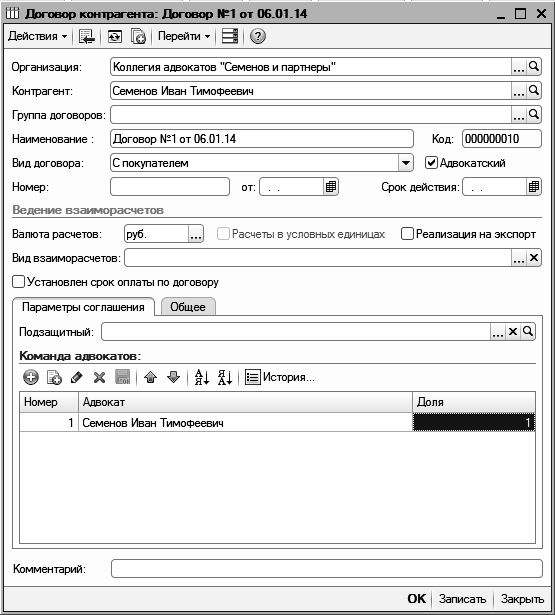 Договор контрагента: Договор №1 от 06.01.14
Действия Перейти
Организация: Коллегия адвокатов "Семенов и партнеры"
Контрагент: Семенов Иван Тимофеевич
Группа договоров:
Наименование : Договор №1 от 06.01.14 Код: 000000010
Вид договора: С покупателем Адвокатский
Номер: от: . . Срок действия: . .
Ведение взаиморасчетов
Валюта расчетов: руб. ... Расчеты в условных единицах Реализация на экспорт
Вид взаиморасчетов:
Установлен срок оплаты по договору
Параметры соглашения Общее
Подзащитный:
Команда адвокатов:
История...
Номер Адвокат Доля
1 Семенов Иван Тимофеевич 1
Комментарий:
OK Записать Закрыть